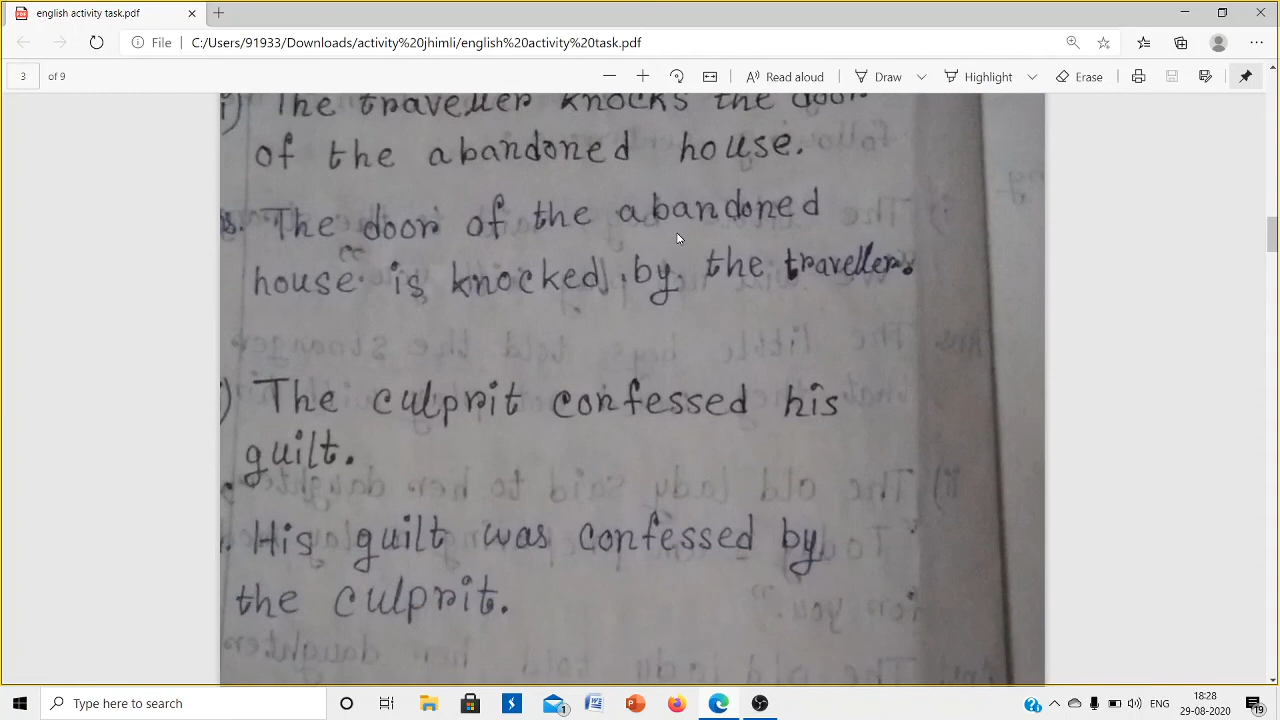 english activity task.pdf
File
C:/Users/91933/Downloads/activity%20jhimli/english%20activity%20task.pdf
3 of 9
Read aloud
Draw
Highlight
Erase
i) The traveller knocks the door
of the abandoned house.
s. The door of the abandoned
house is knocked by the traveller.
) The culprit confessed his
guilt.
. His guilt was confessed by
the culprit.
Type here to search
ENG
18:28
29-08-2020
1
19